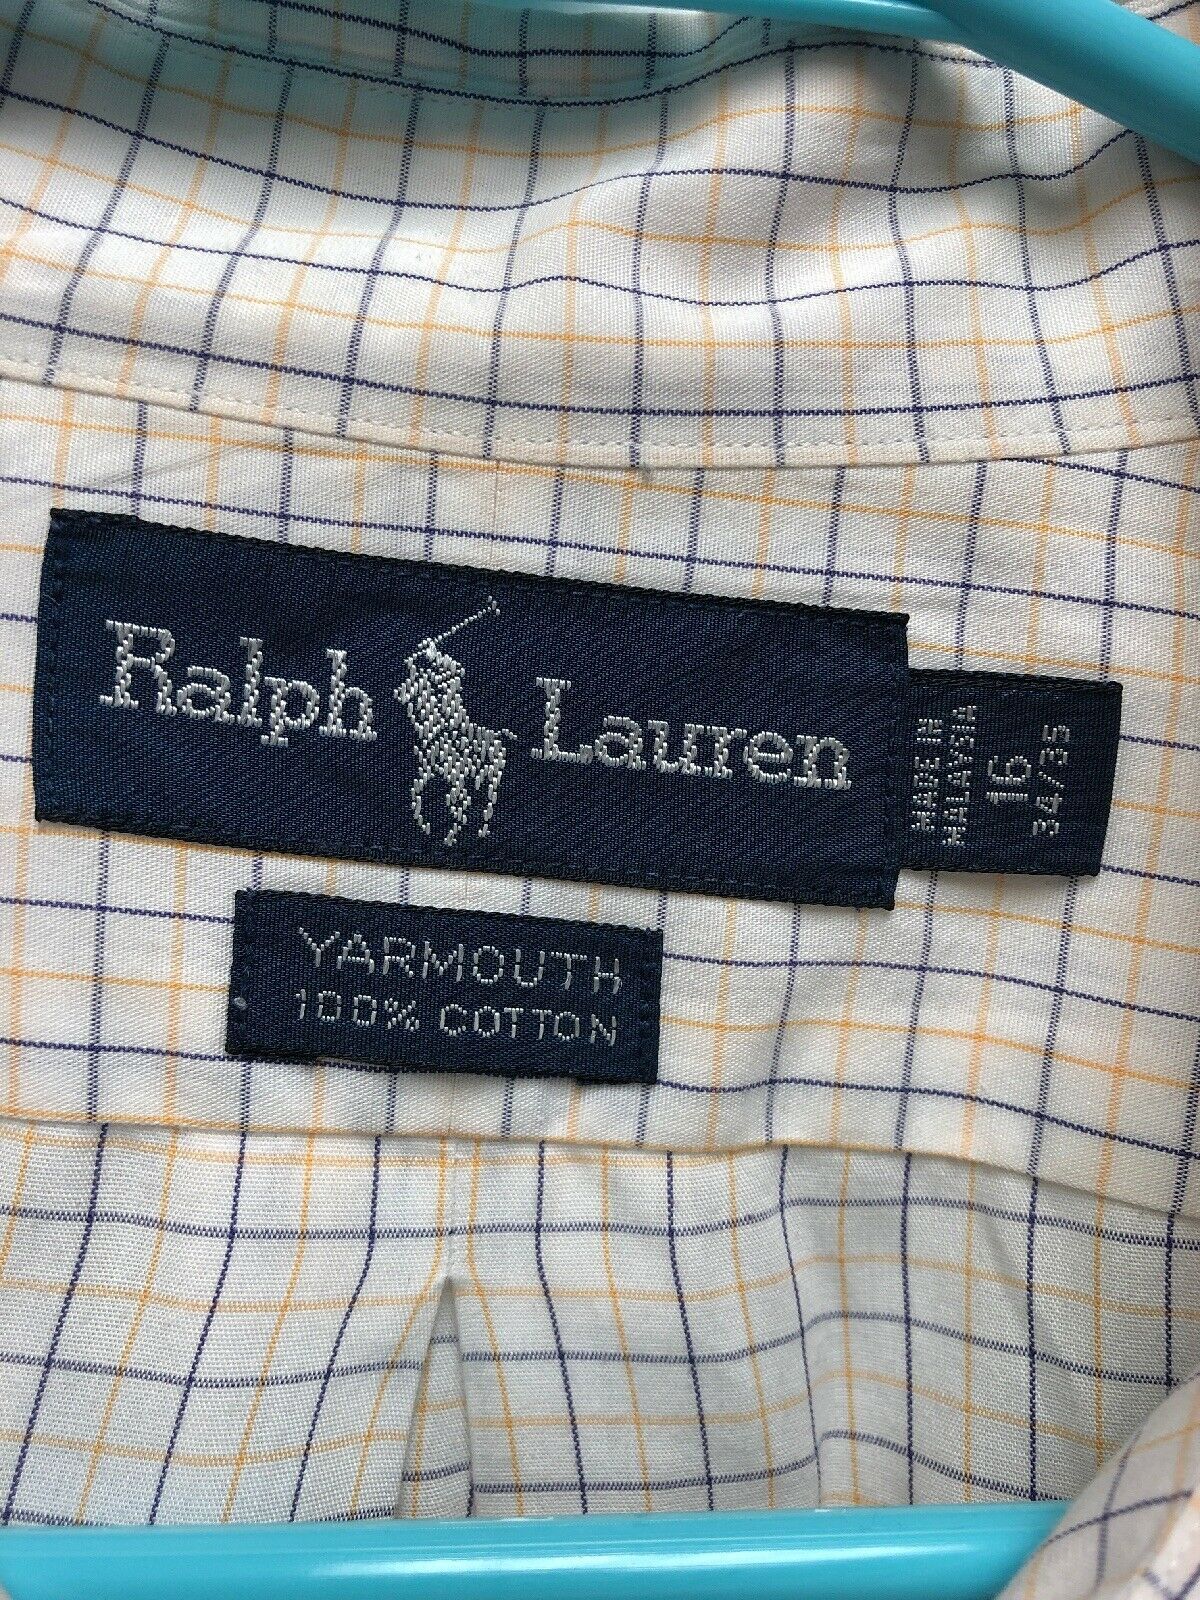 Ralph Lauren
MADE IN
MALAYSIA
16
34/35
YARMOUTH
100% COTTON